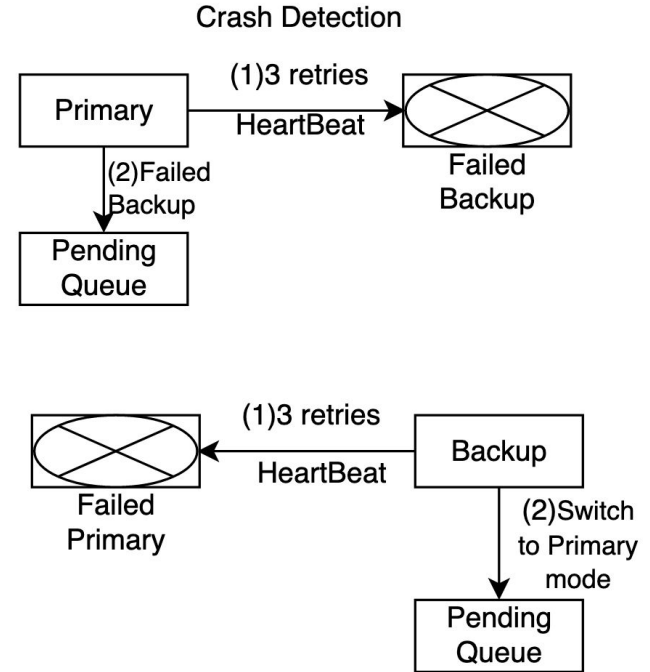 Crash Detection
(1)3 retries
Primary
HeartBeat
Failed
Backup
(2)Failed
Backup
Pending
Queue
(1)3 retries
Backup
HeartBeat
Failed
Primary
(2)Switch
to Primary
mode
Pending
Queue